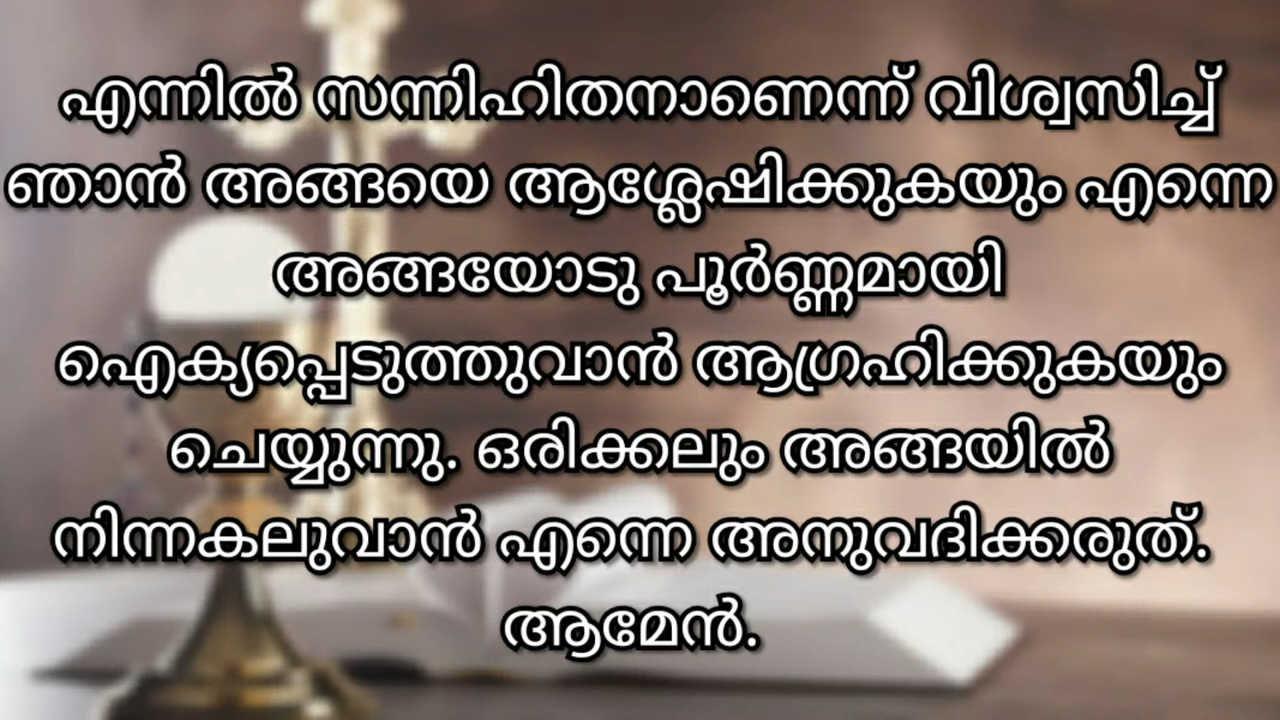 എന്നിൽ സന്നിഹിതനാണെന്ന് വിശ്വസിച്ച്
ഞാൻ അങ്ങയെ ആശ്ലേഷിക്കുകയും എന്നെ
അങ്ങയോടു പൂർണ്ണമായി
ഐക്യപ്പെടുത്തുവാൻ ആഗ്രഹിക്കുകയും
ചെയ്യുന്നു. ഒരിക്കലും അങ്ങയിൽ
നിന്നകലുവാൻ എന്നെ അനുവദിക്കരുത്.
ആമേൻ.